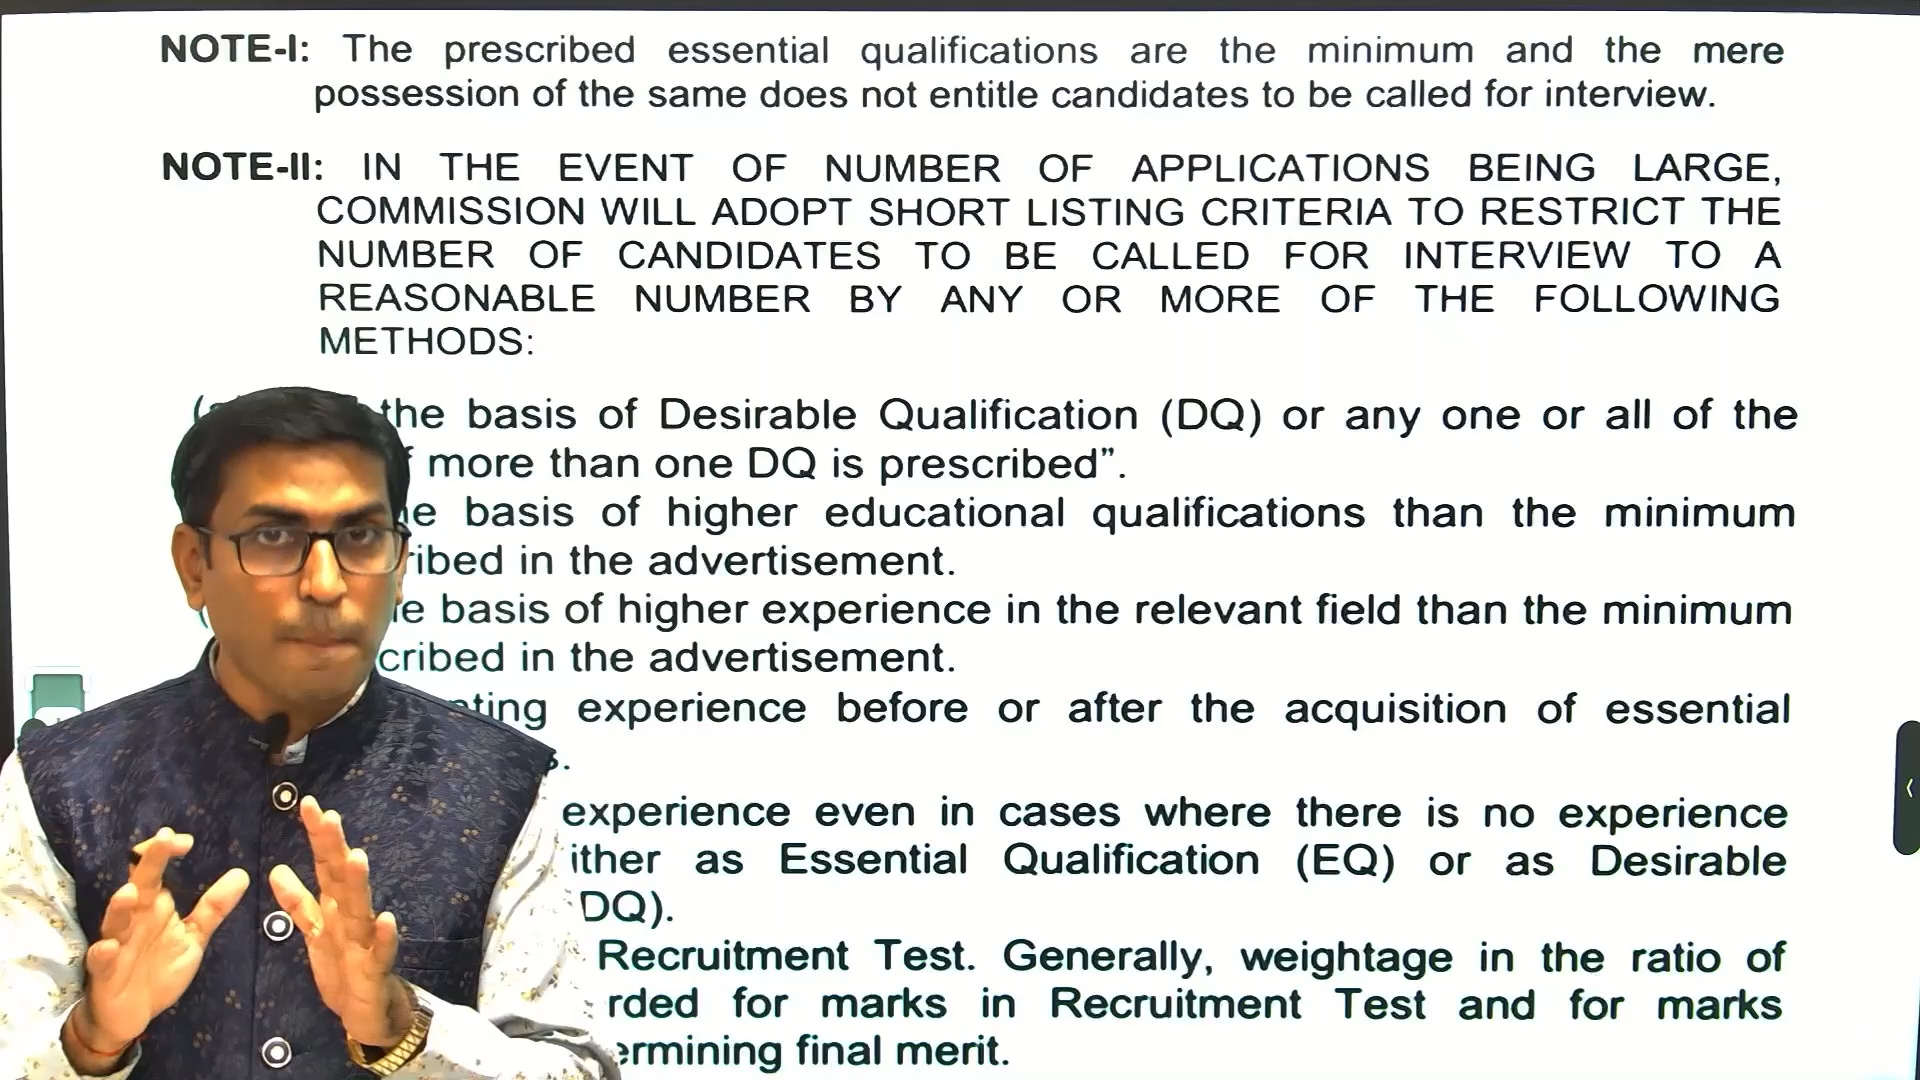 NOTE-I: The prescribed essential qualifications are the minimum and the mere
possession of the same does not entitle candidates to be called for interview.
NOTE-II: IN THE EVENT OF NUMBER OF APPLICATIONS BEING LARGE,
COMMISSION WILL ADOPT SHORT LISTING CRITERIA TO RESTRICT THE
NUMBER OF CANDIDATES TO BE CALLED FOR INTERVIEW TO A
REASONABLE NUMBER BY ANY OR MORE OF THE FOLLOWING
METHODS:
the basis of Desirable Qualification (DQ) or any one or all of the
more than one DQ is prescribed”.
basis of higher educational qualifications than the minimum
in the advertisement.
basis of higher experience in the relevant field than the minimum
in the advertisement.
experience before or after the acquisition of essential
experience even in cases where there is no experience
as Essential Qualification (EQ) or as Desirable
DQ).
Recruitment Test. Generally, weightage in the ratio of
for marks in Recruitment Test and for marks
final merit.